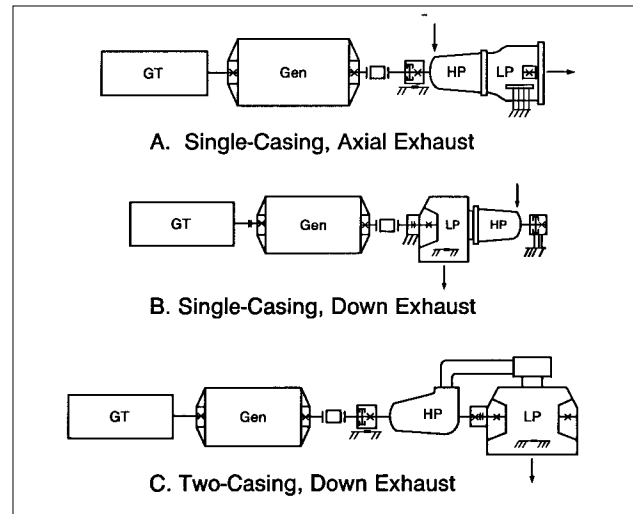 GT
Gen
HP
LP
A. Single-Casing, Axial Exhaust
GT
Gen
LP
HP
B. Single-Casing, Down Exhaust
GT
Gen
HP
LP
C. Two-Casing, Down Exhaust